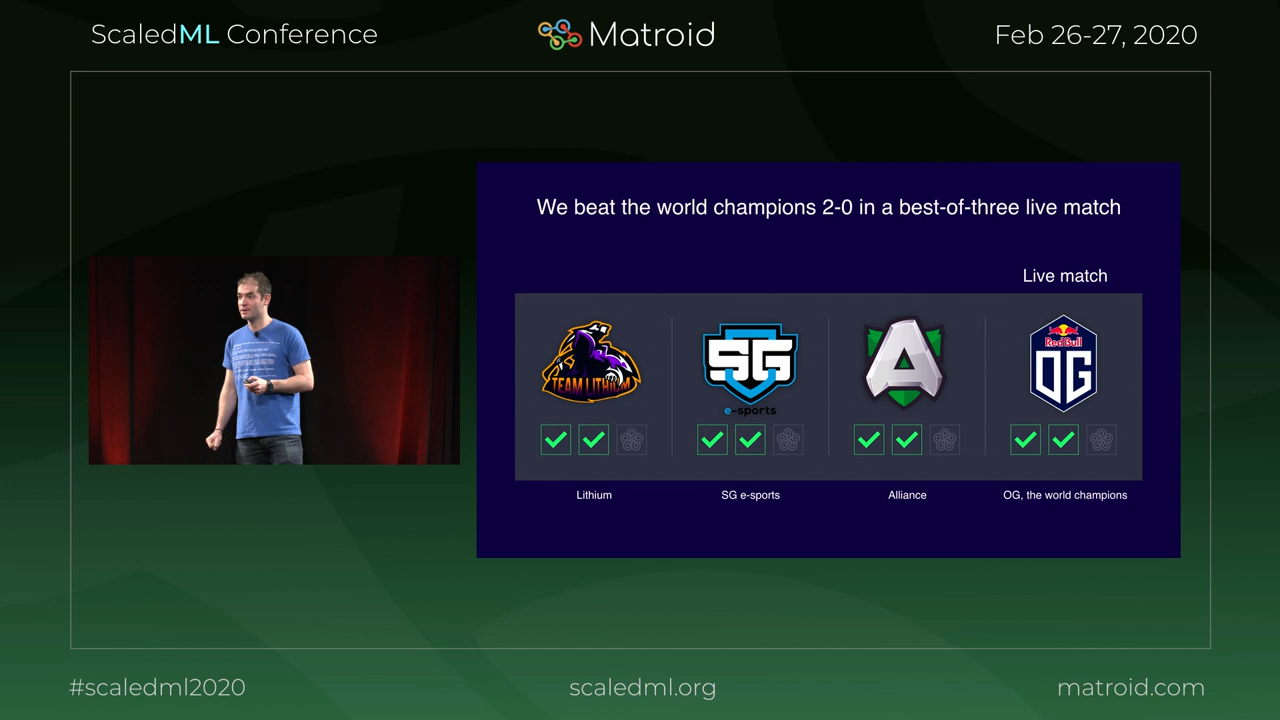 ScaledML Conference
Matroid
Feb 26-27, 2020
We beat the world champions 2-0 in a best-of-three live match
Live match
TEAM LITHIUM
SG
e-sports
A
Red Bull
OG
Lithium
SG e-sports
Alliance
OG, the world champions
#scaledml2020
scaledml.org
matroid.com